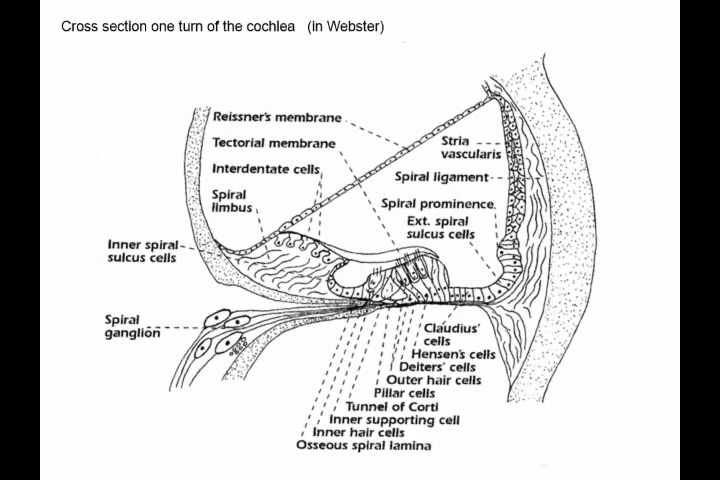 Cross section one turn of the cochlea (in Webster)
Reissner's membrane
Tectorial membrane
Interdentate cells
Spiral
limbus
Inner spiral
sulcus cells
Spiral
ganglion
Stria
vascularis
Spiral ligament
Spiral prominence
Ext. spiral
sulcus cells
Claudius'
cells
Hensen's cells
Deiters' cells
Outer hair cells
Pillar cells
Tunnel of Corti
Inner supporting cell
Inner hair cells
Osseous spiral lamina